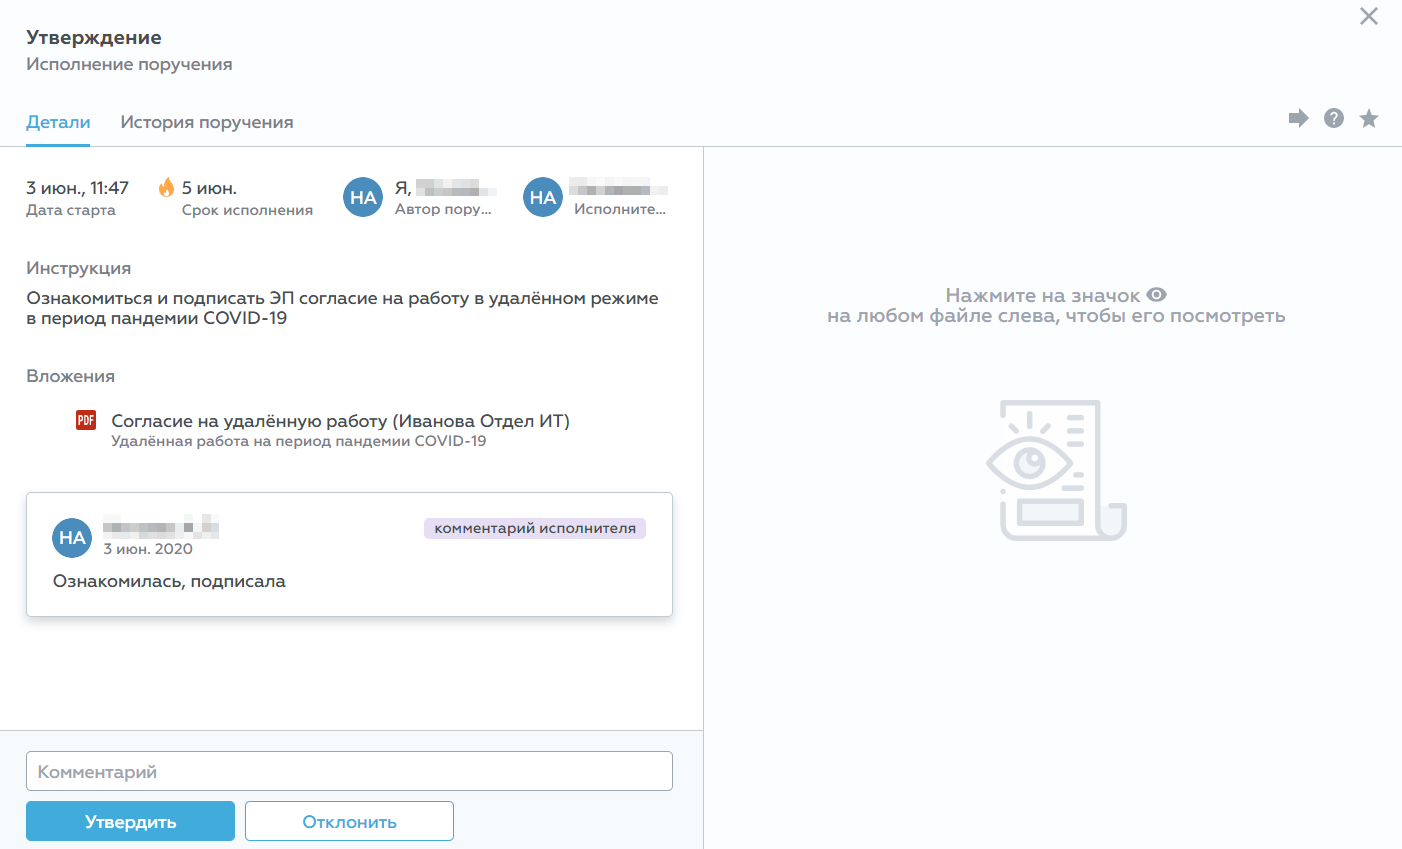 Утверждение
Исполнение поручения
Детали
История поручения
3 июн., 11:47
Дата старта
5 июн.
Срок исполнения
НА
Я,
Автор пору...
НА
Исполните...
Инструкция
Ознакомиться и подписать ЭП согласие на работу в удалённом режиме
в период пандемии COVID-19
Вложения
PDF
Согласие на удалённую работу (Иванова Отдел ИТ)
Удалённая работа на период пандемии COVID-19
НА
3 июн. 2020
комментарий исполнителя
Ознакомилась, подписала
Комментарий
Утвердить
Отклонить
?
Нажмите на значок
на любом файле слева, чтобы его посмотреть